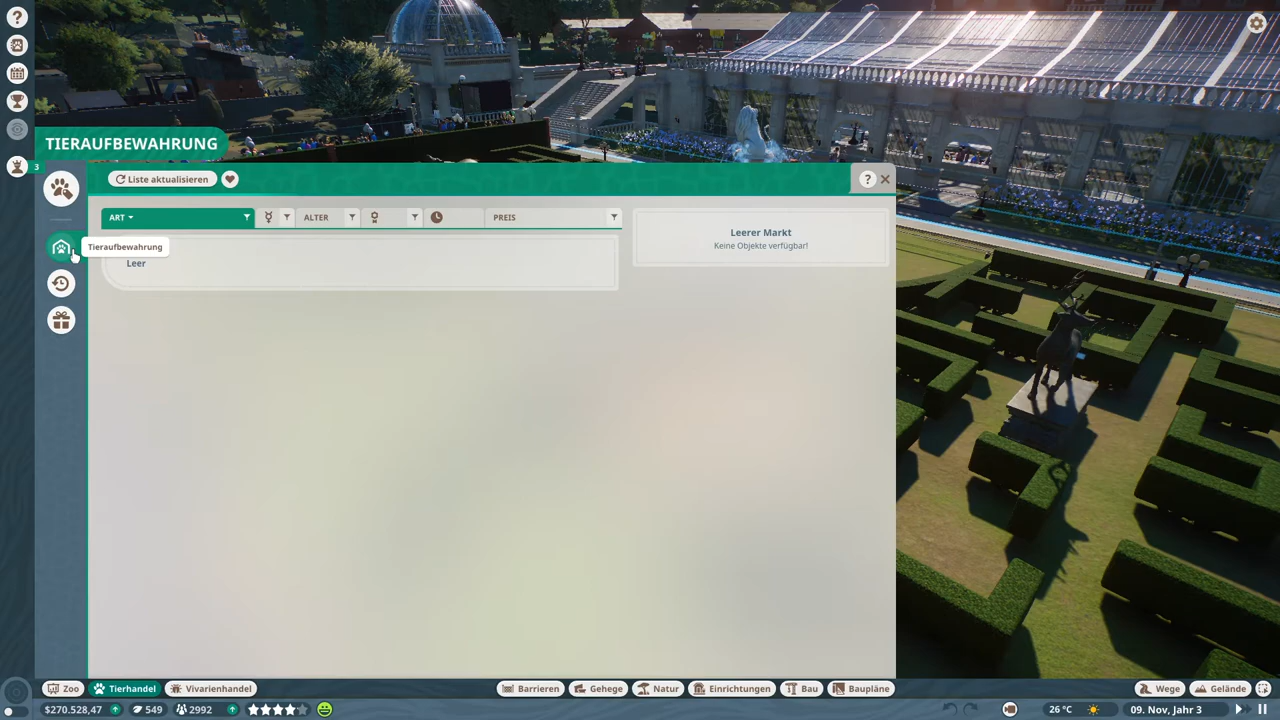 3
TIERAUFBEWAHRUNG
Liste aktualisieren
?
ART
ALTER
PREIS
Leerer Markt
Keine Objekte verfügbar!
Tieraufbewahrung
Leer
Zoo
Tierhandel
Vivarienhandel
Barrieren
Gehege
Natur
Einrichtungen
Bau
Baupläne
Wege
Gelände
$270.528,47
549
2992
26 °C
09. Nov, Jahr 3